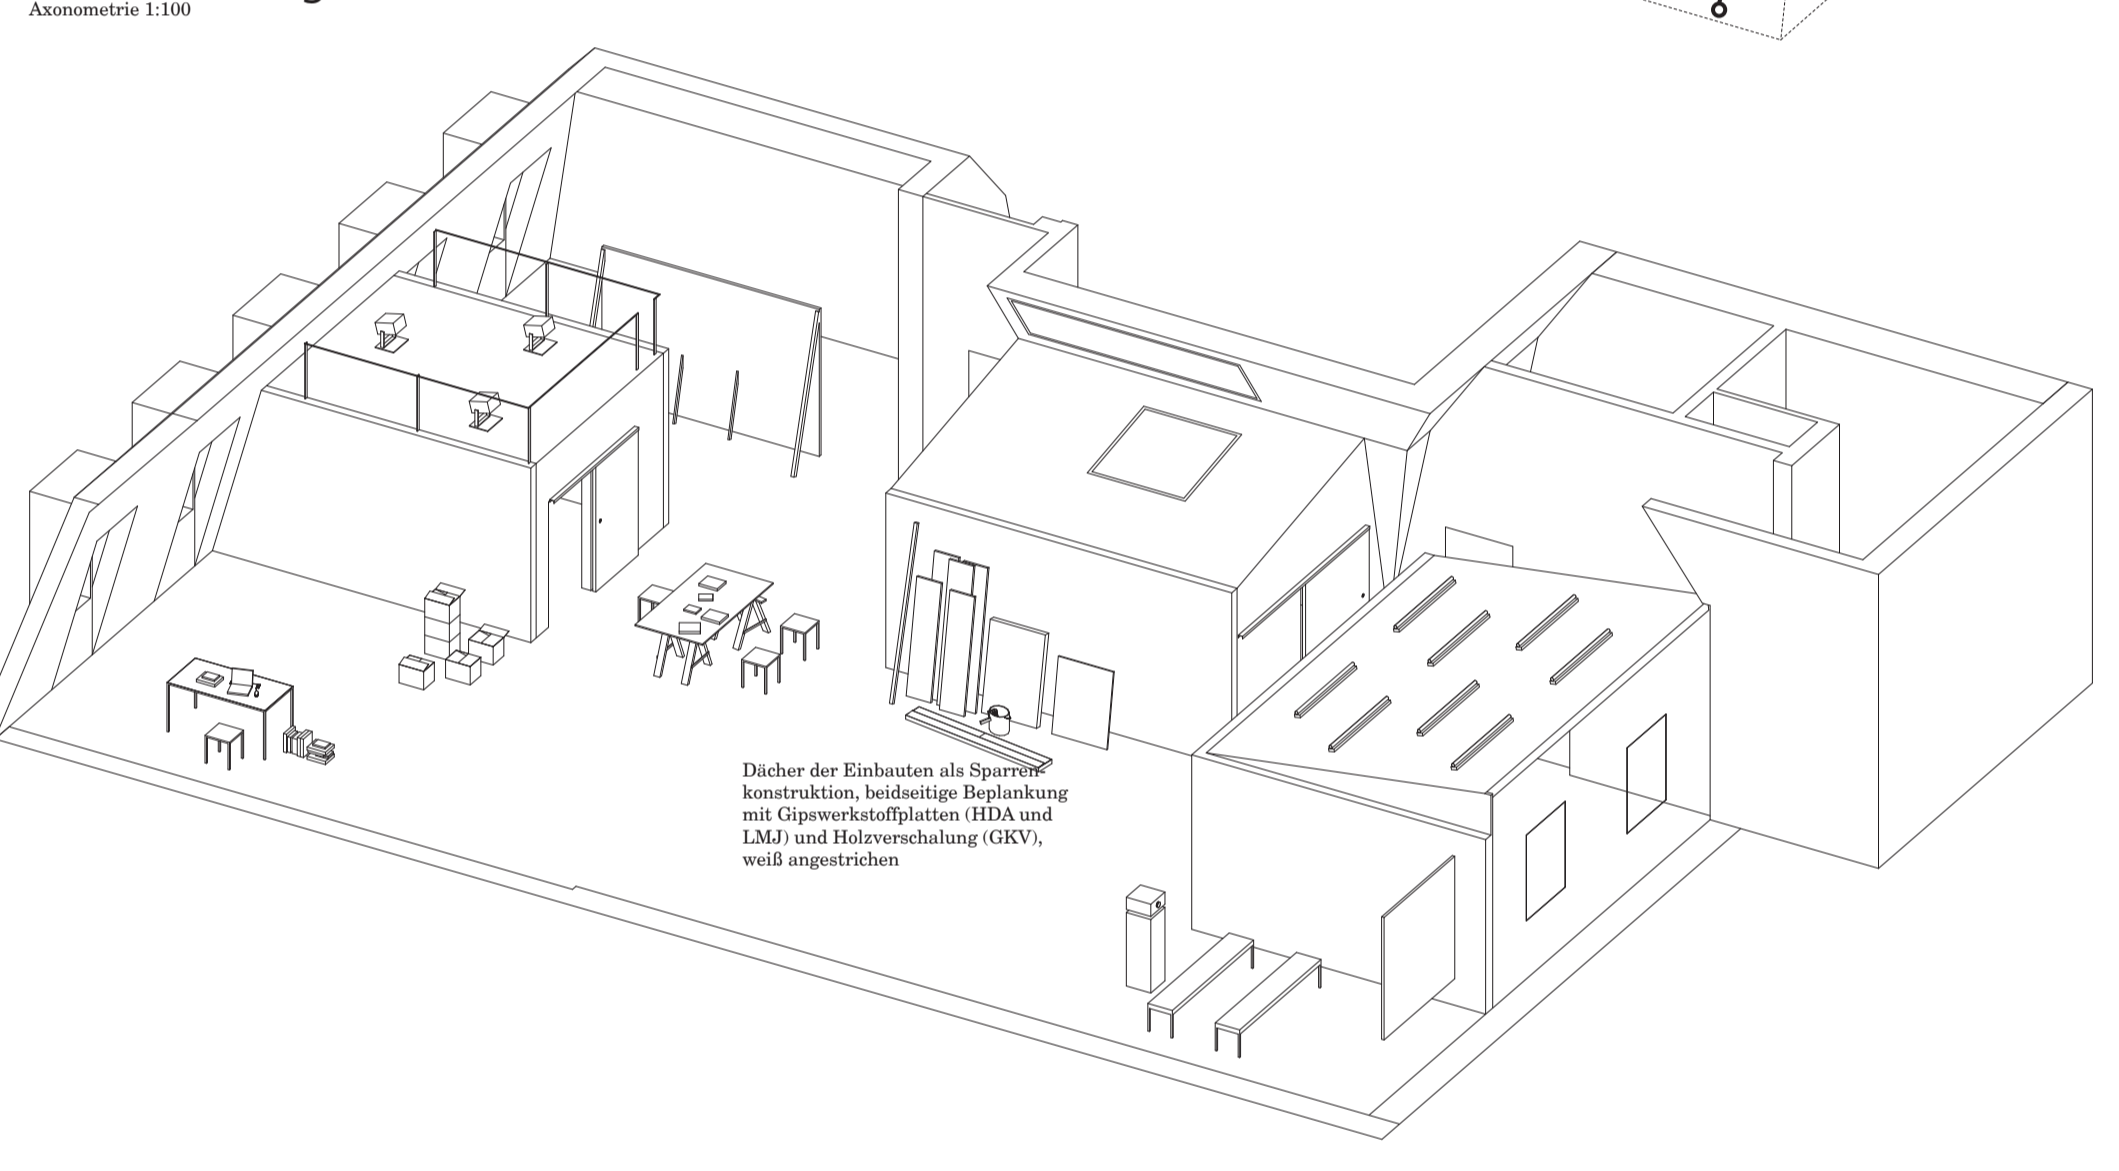 Axonometrie 1:100
Dächer der Einbauten als Sparren-
konstruktion, beidseitige Beplankung
mit Gipswerkstoffplatten (HDA und
LMJ) und Holzverschalung (GKV),
weiß angestrichen